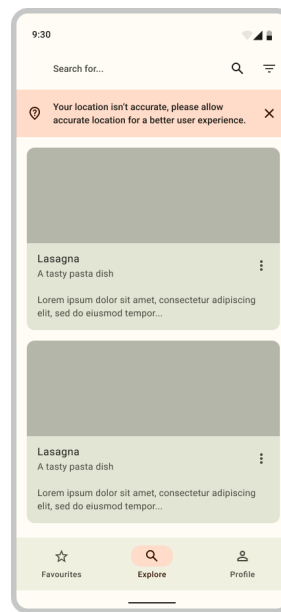 9:30
Search for...
Your location isn't accurate, please allow
accurate location for a better user experience.
Lasagna
A tasty pasta dish
Lorem ipsum dolor sit amet, consectetur adipiscing
elit, sed do eiusmod tempor...
Lasagna
A tasty pasta dish
Lorem ipsum dolor sit amet, consectetur adipiscing
elit, sed do eiusmod tempor...
Favourites
Explore
Profile